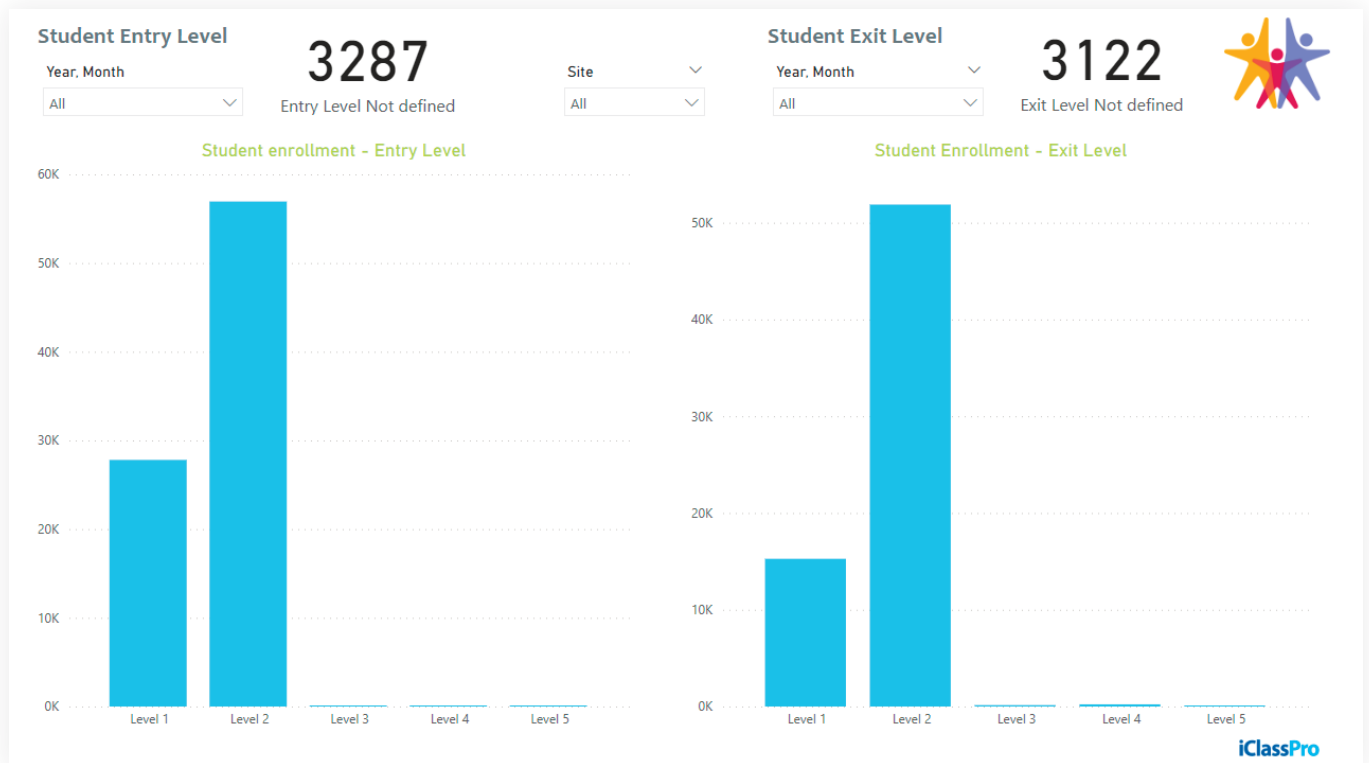 Student Entry Level
3287
Entry Level Not defined
Year, Month
All
Site
All
Student Exit Level
3122
Exit Level Not defined
Year, Month
All
Student enrollment - Entry Level
60K
50K
40K
30K
20K
10K
0K
Level 1 Level 2 Level 3 Level 4 Level 5
Student Enrollment - Exit Level
50K
40K
30K
20K
10K
0K
Level 1 Level 2 Level 3 Level 4 Level 5
iClassPro